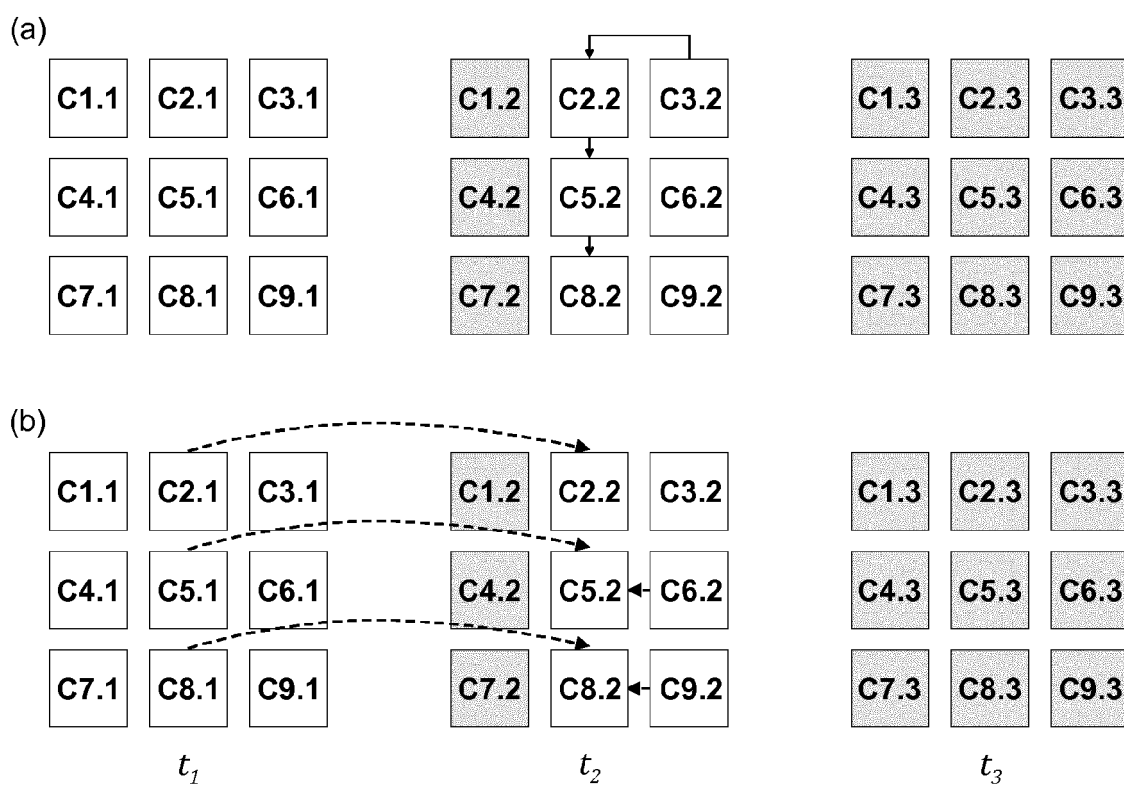 (a)
C1.1 C2.1 C3.1 C1.2 C2.2 C3.2 C1.3 C2.3 C3.3
C4.1 C5.1 C6.1 C4.2 C5.2 C6.2 C4.3 C5.3 C6.3
C7.1 C8.1 C9.1 C7.2 C8.2 C9.2 C7.3 C8.3 C9.3
(b)
C1.1 C2.1 C3.1 C1.2 C2.2 C3.2 C1.3 C2.3 C3.3
C4.1 C5.1 C6.1 C4.2 C5.2 C6.2 C4.3 C5.3 C6.3
C7.1 C8.1 C9.1 C7.2 C8.2 C9.2 C7.3 C8.3 C9.3
t1 t2 t3